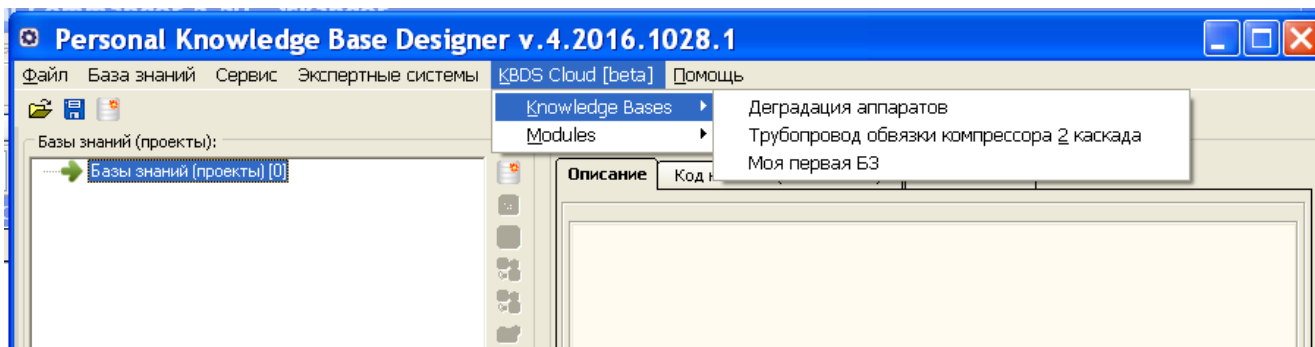 Personal Knowledge Base Designer v.4.2016.1028.1
Файл База знаний Сервис Экспертные системы KBDS Cloud [beta] Помощь
Knowledge Bases
Modules
Деградация аппаратов
Трубопровод обвязки компрессора 2 каскада
Моя первая БЗ
Базы знаний (проекты):
Базы знаний (проекты) [0]
Описание
Код